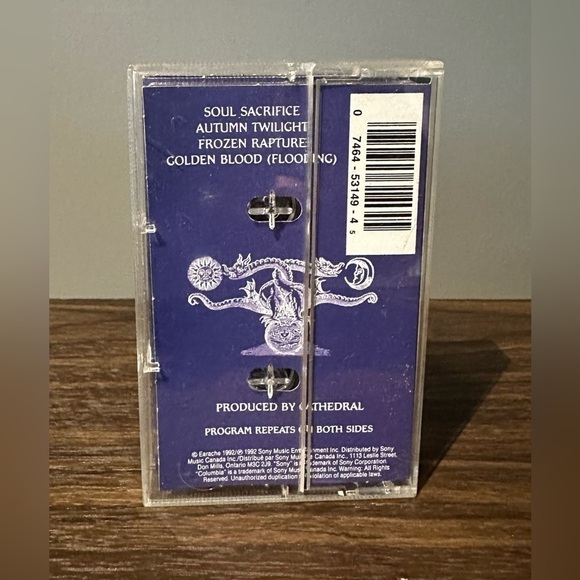 SOUL SACRIFICE
AUTUMN TWILIGHT
FROZEN RAPTURE
GOLDEN BLOOD (FLOODING)
0 7464-53149-4 5
PRODUCED BY CATHEDRAL
PROGRAM REPEATS ON BOTH SIDES
© Earache 1992/℗ 1992 Sony Music Entertainment Inc. Distributed by Sony
Music Canada Inc./Distribué par Sony Musique Canada Inc., 1113 Leslie Street,
Don Mills, Ontario M3C 2J9. "Sony" is a trademark of Sony Corporation.
"Columbia" is a trademark of Sony Music Canada Inc. Warning: All Rights
Reserved. Unauthorized duplication is a violation of applicable laws.